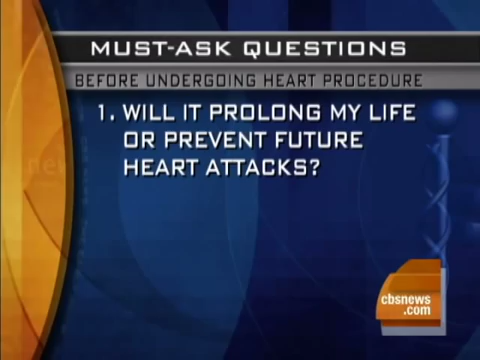 MUST-ASK QUESTIONS
BEFORE UNDERGOING HEART PROCEDURE
1. WILL IT PROLONG MY LIFE
OR PREVENT FUTURE
HEART ATTACKS?
cbsnews
.com